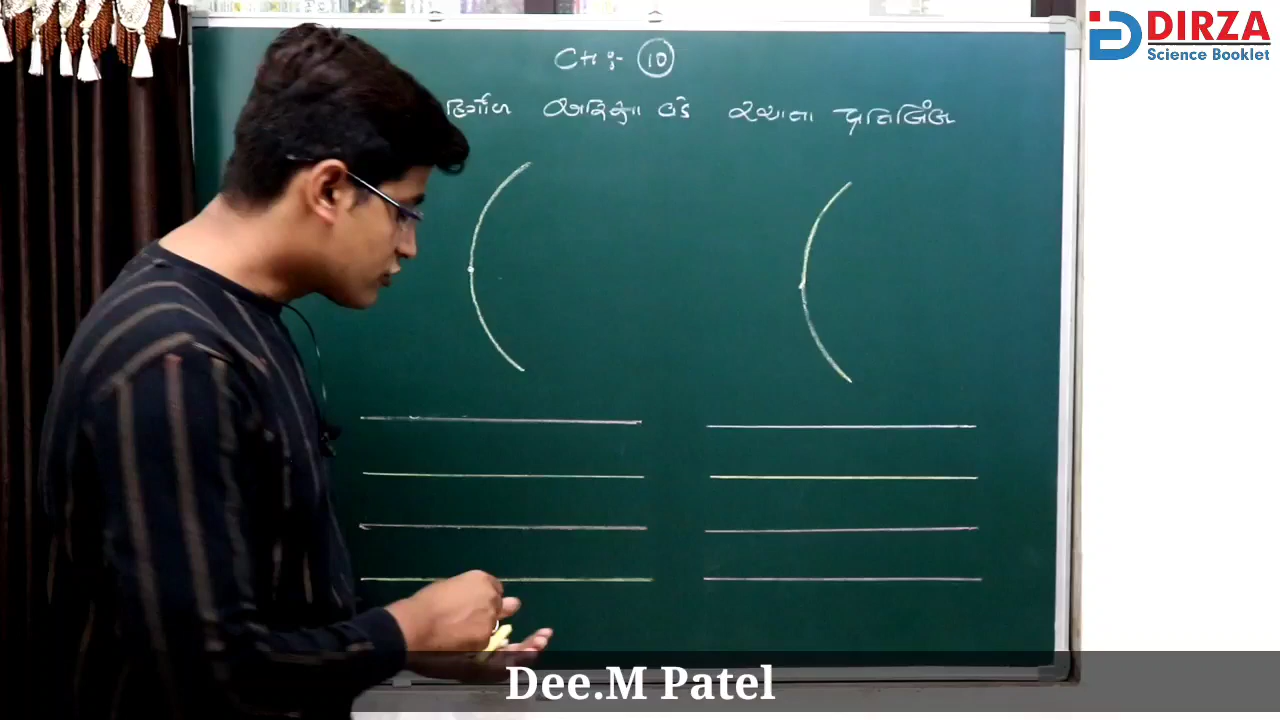 DIRZA
Science Booklet
CH :- 10
અરિસા વડે રચાતા પ્રતિબિંબ
Dee.M Patel